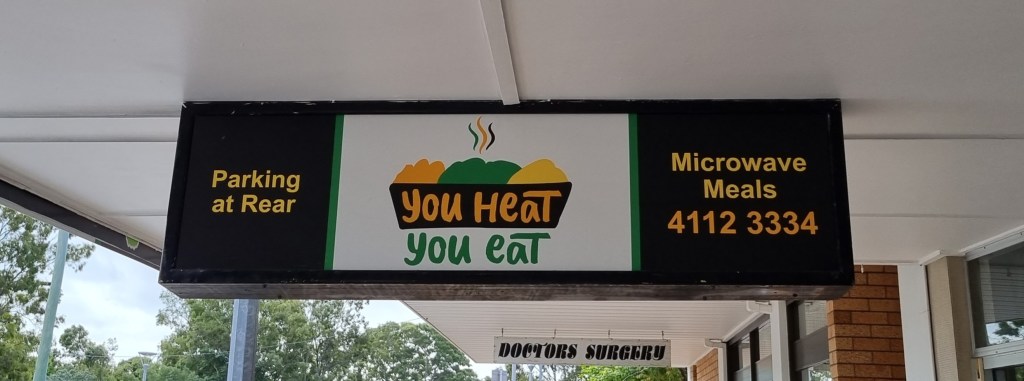 Parking
at Rear
YOU HEAT
YOU EAT
Microwave
Meals
4112 3334
DOCTORS SURGERY